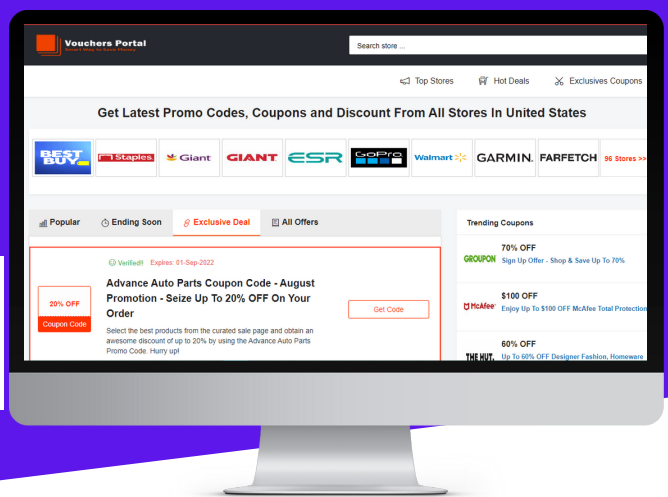 Vouchers Portal
Smart Way to Save Money
Search store ...
Top Stores
Hot Deals
Exclusives Coupons
Get Latest Promo Codes, Coupons and Discount From All Stores In United States
BEST BUY
Staples
Giant
GIANT
ESR
GoPro
Walmart
GARMIN.
FARFETCH
96 Stores >>
Popular
Ending Soon
Exclusive Deal
All Offers
Trending Coupons
Verified!! Expires: 01-Sep-2022
20% OFF
Coupon Code
Advance Auto Parts Coupon Code - August
Promotion - Seize Up To 20% OFF On Your
Order
Select the best products from the curated sale page and obtain an
awesome discount of up to 20% by using the Advance Auto Parts
Promo Code. Hurry up!
Get Code
GROUPON
70% OFF
Sign Up Offer - Shop & Save Up To 70%
McAfee
$100 OFF
Enjoy Up To $100 OFF McAfee Total Protection
THE HUT.
60% OFF
Up To 60% OFF Designer Fashion, Homeware